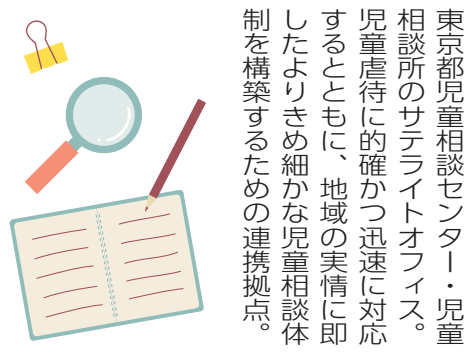 東京都児童相談センター・児童
相談所のサテライトオフィス。
児童虐待に的確かつ迅速に対応
するとともに、地域の実情に即
したよりきめ細かな児童相談体
制を構築するための連携拠点。